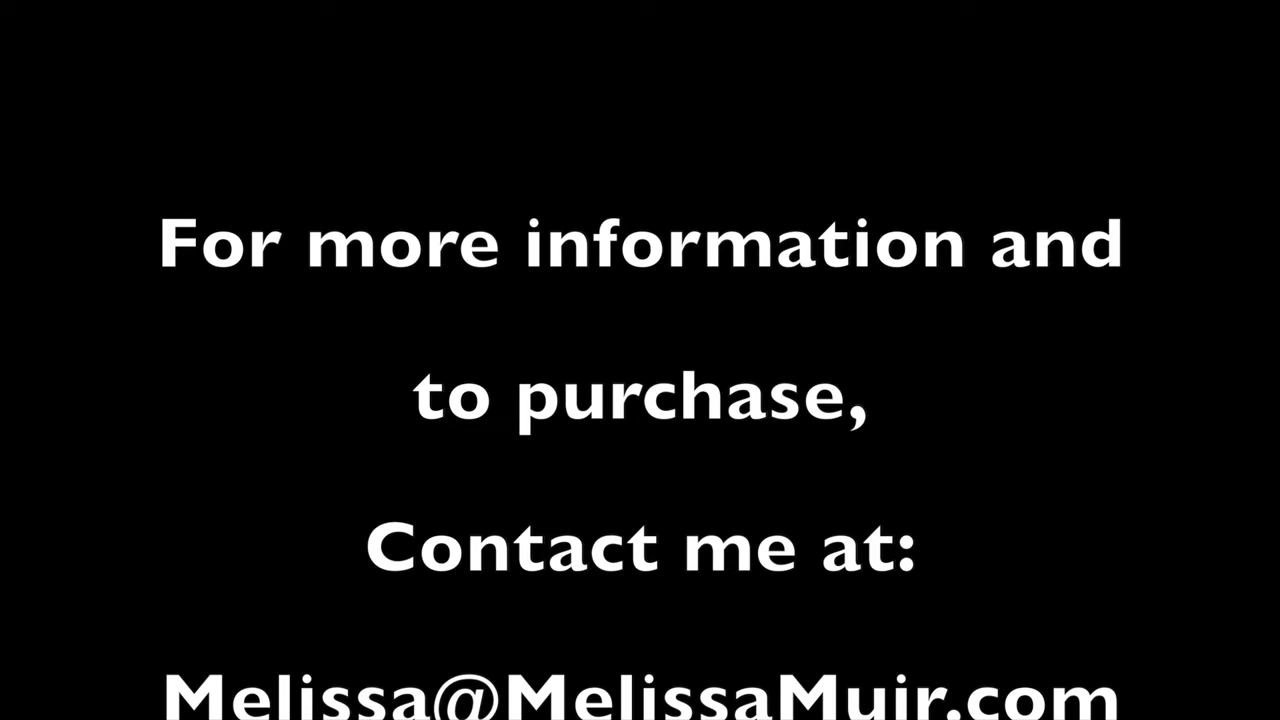 For more information and
to purchase,
Contact me at:
Melissa@MelissaMuir.com